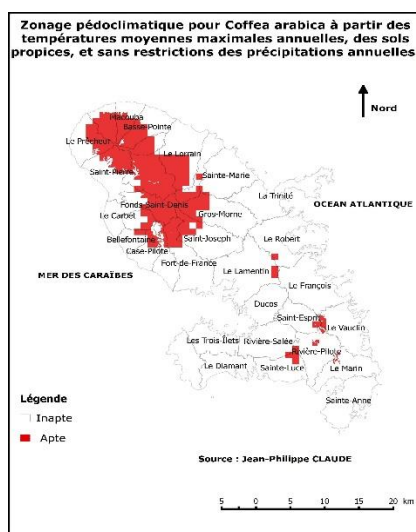 Zonage pédoclimatique pour Coffea arabica à partir des
températures moyennes maximales annuelles, des sols
propices, et sans restrictions des précipitations annuelles
Nord
Macouba
Basse-Pointe
Le Prêcheur
Le Lorrain
Saint-Pierre
Sainte-Marie
La Trinité
OCEAN ATLANTIQUE
Fonds-Saint-Denis
Le Carbet
Gros-Morne
Bellefontaine
Saint-Joseph
Le Robert
Case-Pilote
MER DES CARAÏBES
Fort-de-France
Le Lamentin
Le François
Ducos
Saint-Esprit
Le Vauclin
Les Trois-Îlets
Rivière-Salée
Rivière-Pilote
Le Diamant
Sainte-Luce
Le Marin
Sainte-Anne
Légende
Inapte
Apte
Source : Jean-Philippe CLAUDE
5 0 5 10 15 20 km